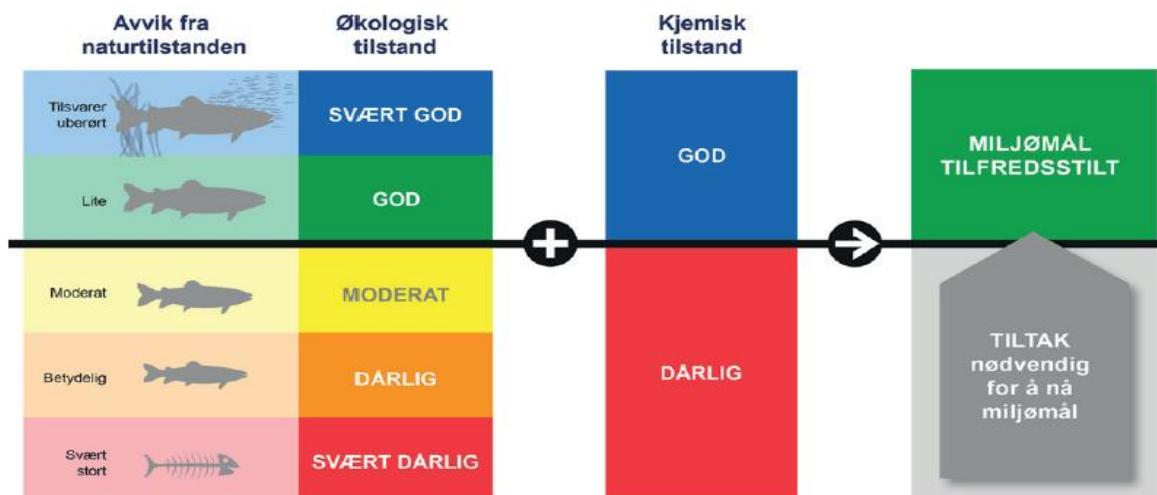 Avvik fra
naturtilstanden
Økologisk
tilstand
Kjemisk
tilstand
Tilsvarer
uberørt
SVÆRT GOD
Lite
GOD
Moderat
MODERAT
Betydelig
DÅRLIG
Svært
stort
SVÆRT DÅRLIG
GOD
DÅRLIG
MILJØMÅL
TILFREDSSTILT
TILTAK
nødvendig
for å nå
miljømål